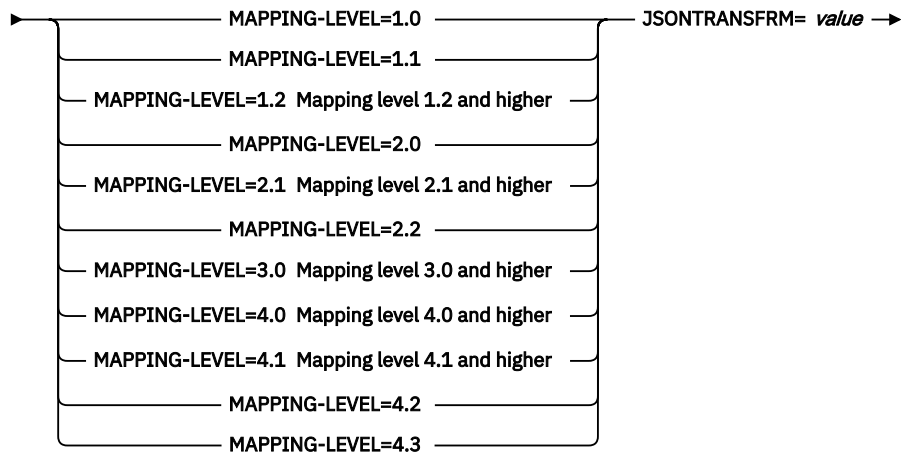 MAPPING-LEVEL=1.0 JSONTRANSFRM= value
MAPPING-LEVEL=1.1
MAPPING-LEVEL=1.2 Mapping level 1.2 and higher
MAPPING-LEVEL=2.0
MAPPING-LEVEL=2.1 Mapping level 2.1 and higher
MAPPING-LEVEL=2.2
MAPPING-LEVEL=3.0 Mapping level 3.0 and higher
MAPPING-LEVEL=4.0 Mapping level 4.0 and higher
MAPPING-LEVEL=4.1 Mapping level 4.1 and higher
MAPPING-LEVEL=4.2
MAPPING-LEVEL=4.3